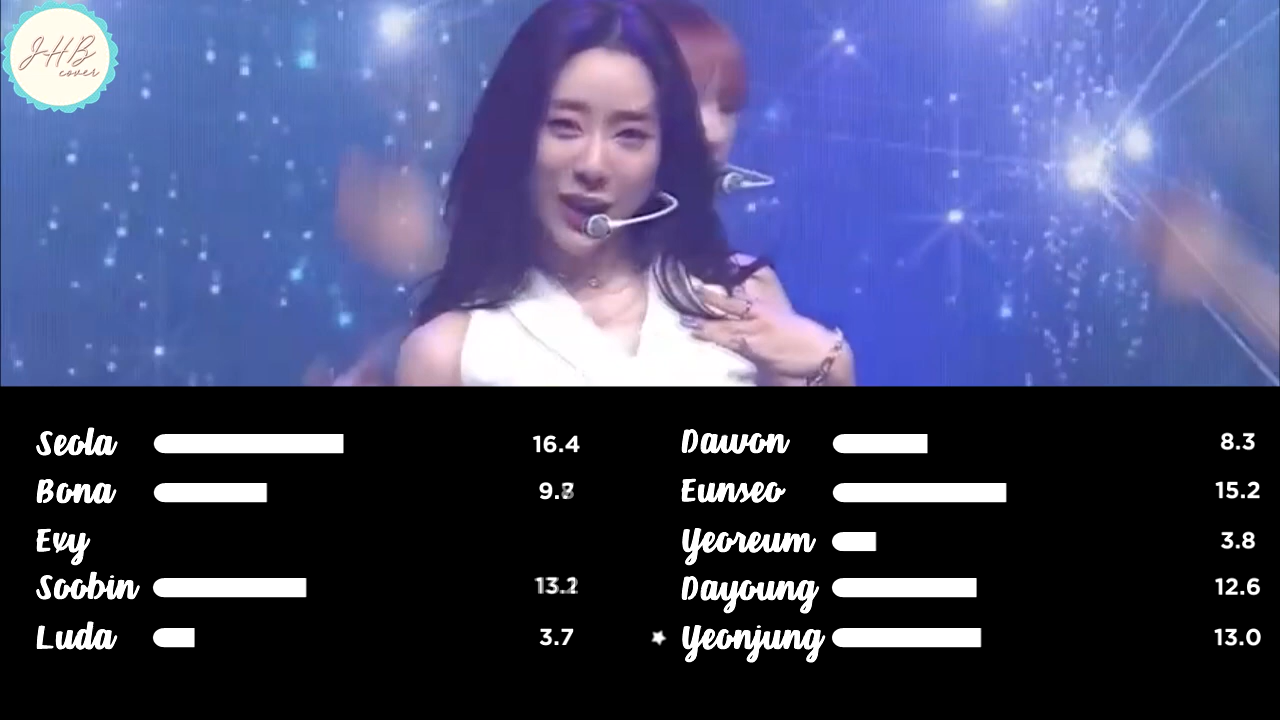 JHB
cover
Seola 16.4
Bona
Exy
Soobin
Luda 3.7
Dawon 8.3
Eunseo 15.2
Yeoreum 3.8
Dayoung 12.6
Yeonjung 13.0